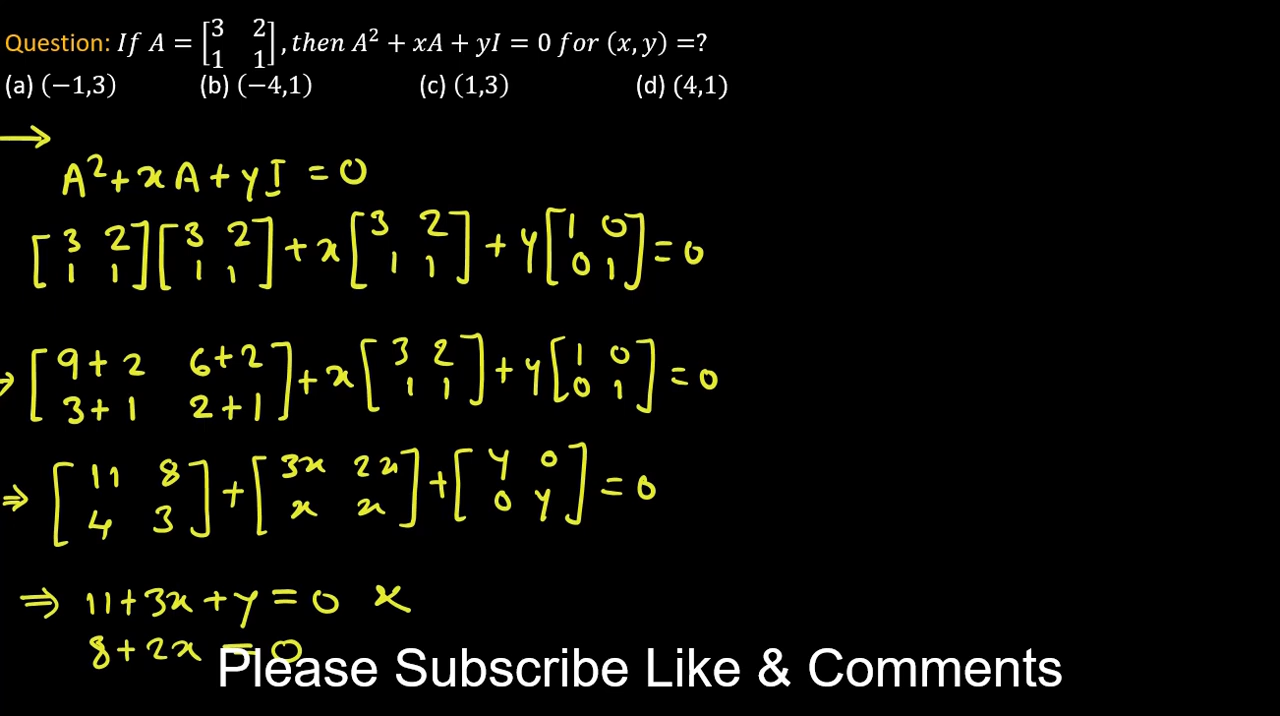 Question: If A = [3 2
1 1], then A² + xA + yI = 0 for (x, y) =?
(a) (−1,3) (b) (−4,1) (c) (1,3) (d) (4,1)
→
A² + xA + yI = 0
[3 2
1 1] [3 2
1 1] + x [3 2
1 1] + y [1 0
0 1] = 0
⇒ [9+2 6+2
3+1 2+1] + x [3 2
1 1] + y [1 0
0 1] = 0
⇒ [11 8
4 3] + [3x 2x
x x] + [y 0
0 y] = 0
⇒ 11+3x+y = 0 ×
8+2x = 0
Please Subscribe Like & Comments